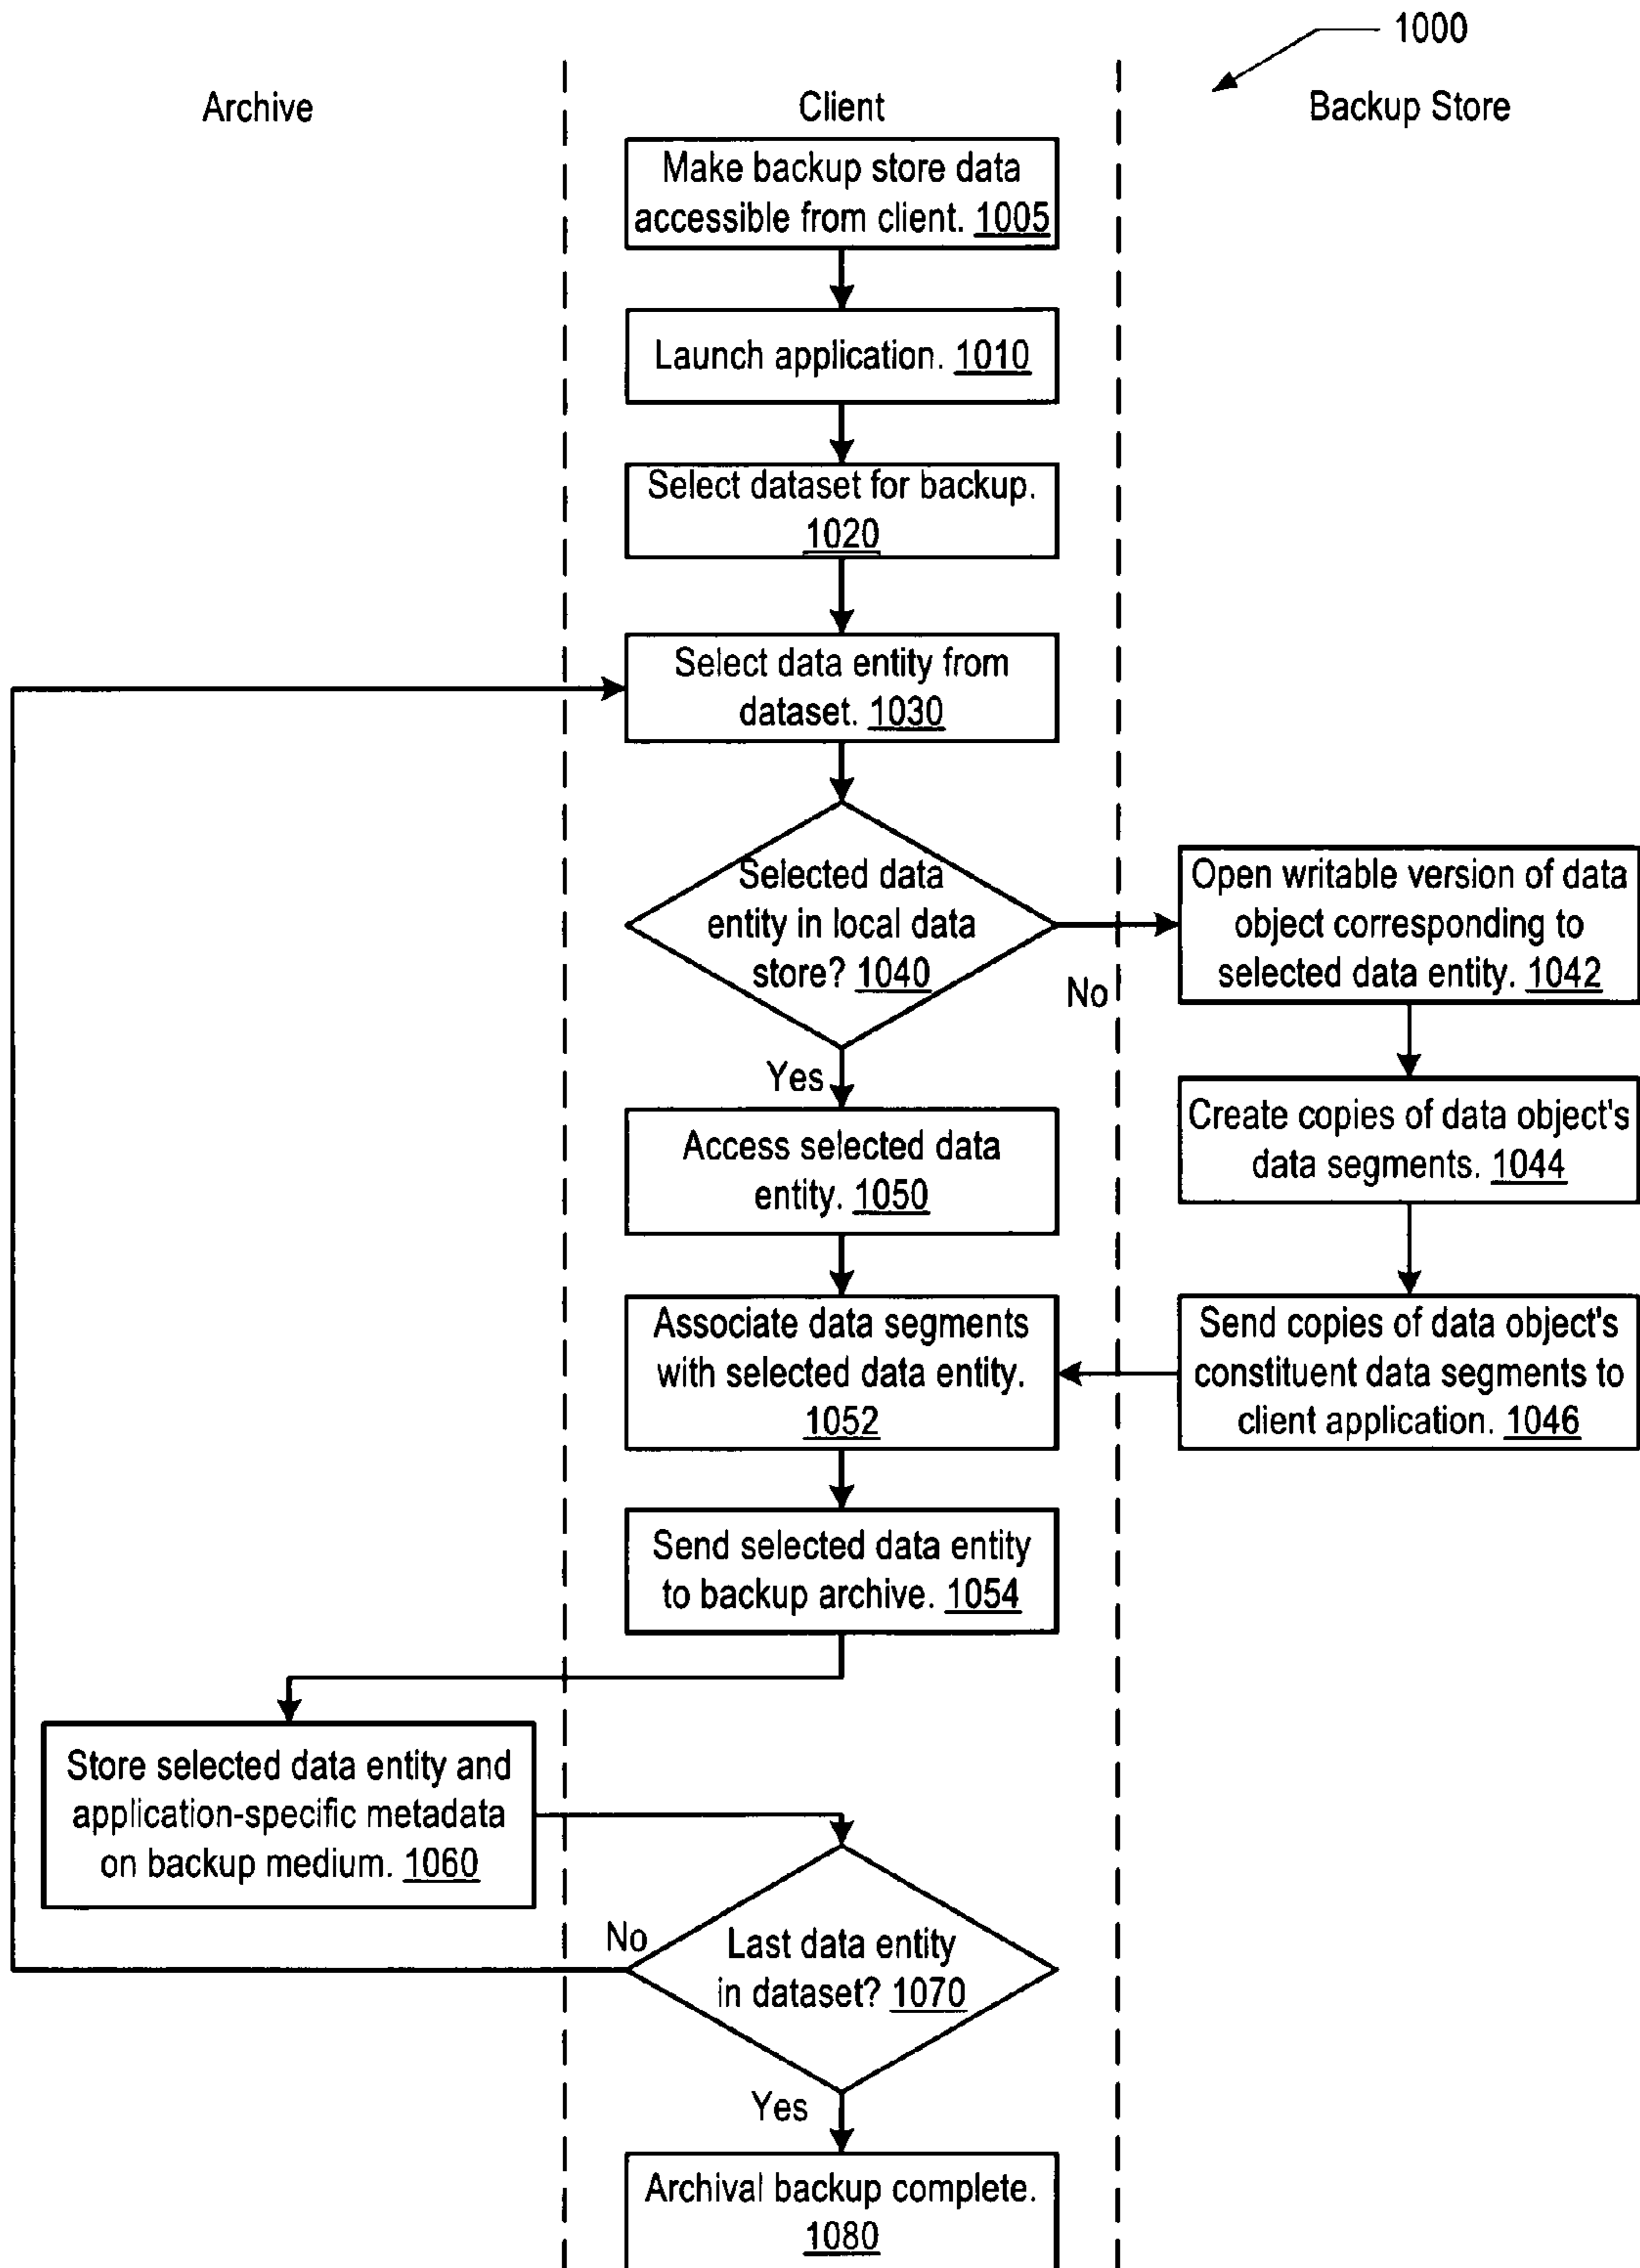 1000
Archive
Client
Backup Store
Make backup store data
accessible from client. 1005
Launch application. 1010
Select dataset for backup.
1020
Select data entity from
dataset. 1030
Selected data
entity in local data
store? 1040
No
Yes
Open writable version of data
object corresponding to
selected data entity. 1042
Create copies of data object's
data segments. 1044
Send copies of data object's
constituent data segments to
client application. 1046
Access selected data
entity. 1050
Associate data segments
with selected data entity.
1052
Send selected data entity
to backup archive. 1054
Store selected data entity and
application-specific metadata
on backup medium. 1060
No
Last data entity
in dataset? 1070
Yes
Archival backup complete.
1080